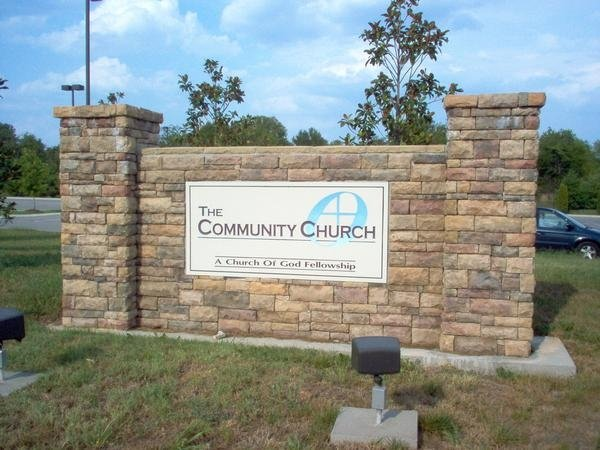 The
Community Church
A Church Of God Fellowship